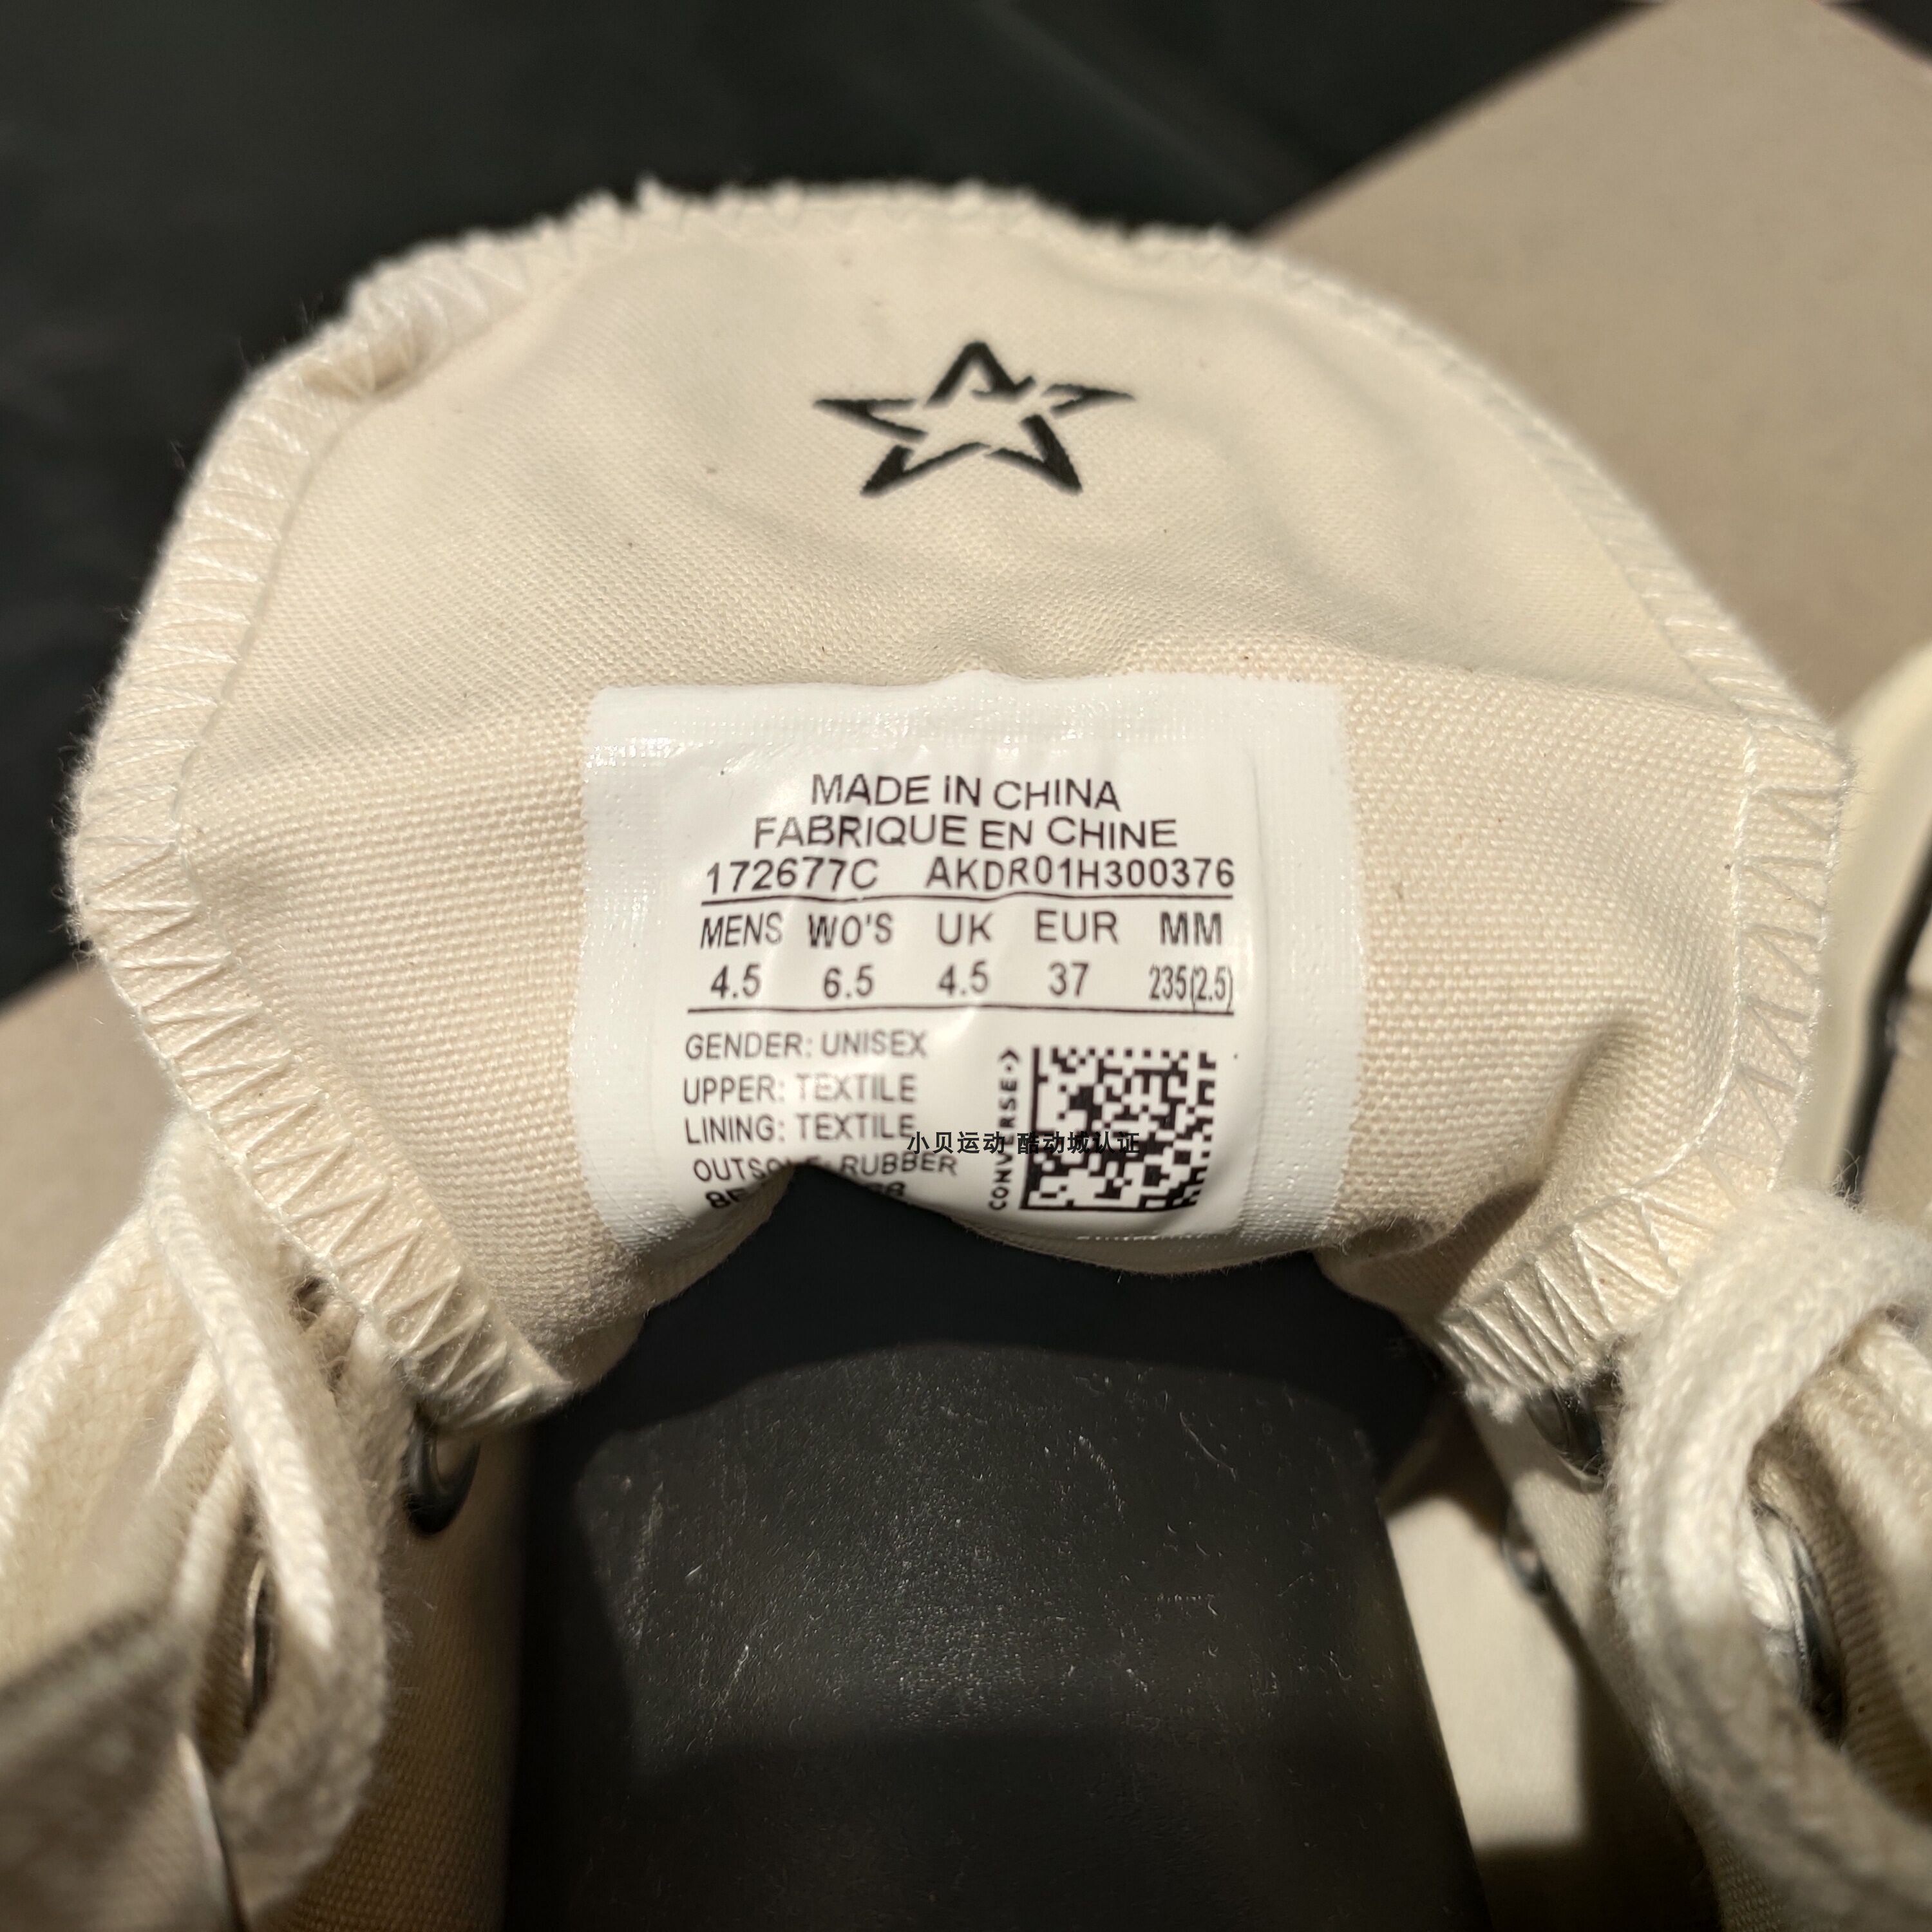 MADE IN CHINA
FABRIQUE EN CHINE
172677C AKDR01H300376
MENS WO'S UK EUR MM
4.5 6.5 4.5 37 235(2.5)
GENDER: UNISEX
UPPER: TEXTILE
LINING: TEXTILE
OUTSOLE: RUBBER
CONVERSE
小贝运动 酷动城认证